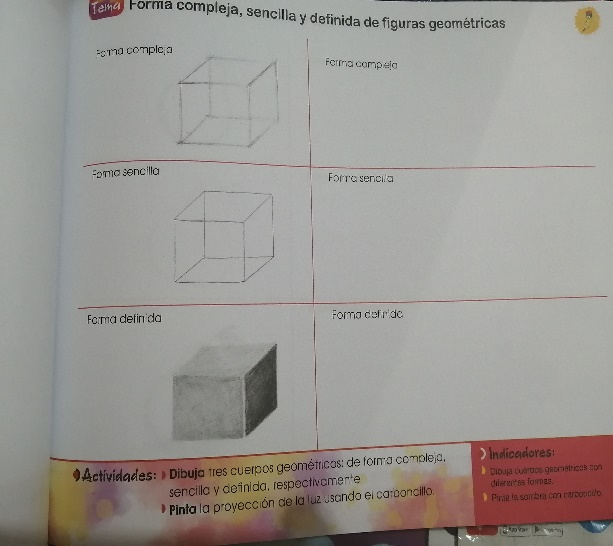 Tema Forma compleja, sencilla y definida de figuras geométricas
Forma compleja
Forma compleja
Forma sencilla
Forma sencilla
Forma definida
Forma definida
Actividades: Dibuja tres cuerpos geométricos: de forma compleja,
sencilla y definida, respectivamente
Pinta la proyección de la luz usando el carboncillo.
Indicadores:
Dibuja cuerpos geométricos con
diferentes formas.
Pinta la sombra con carboncillo.